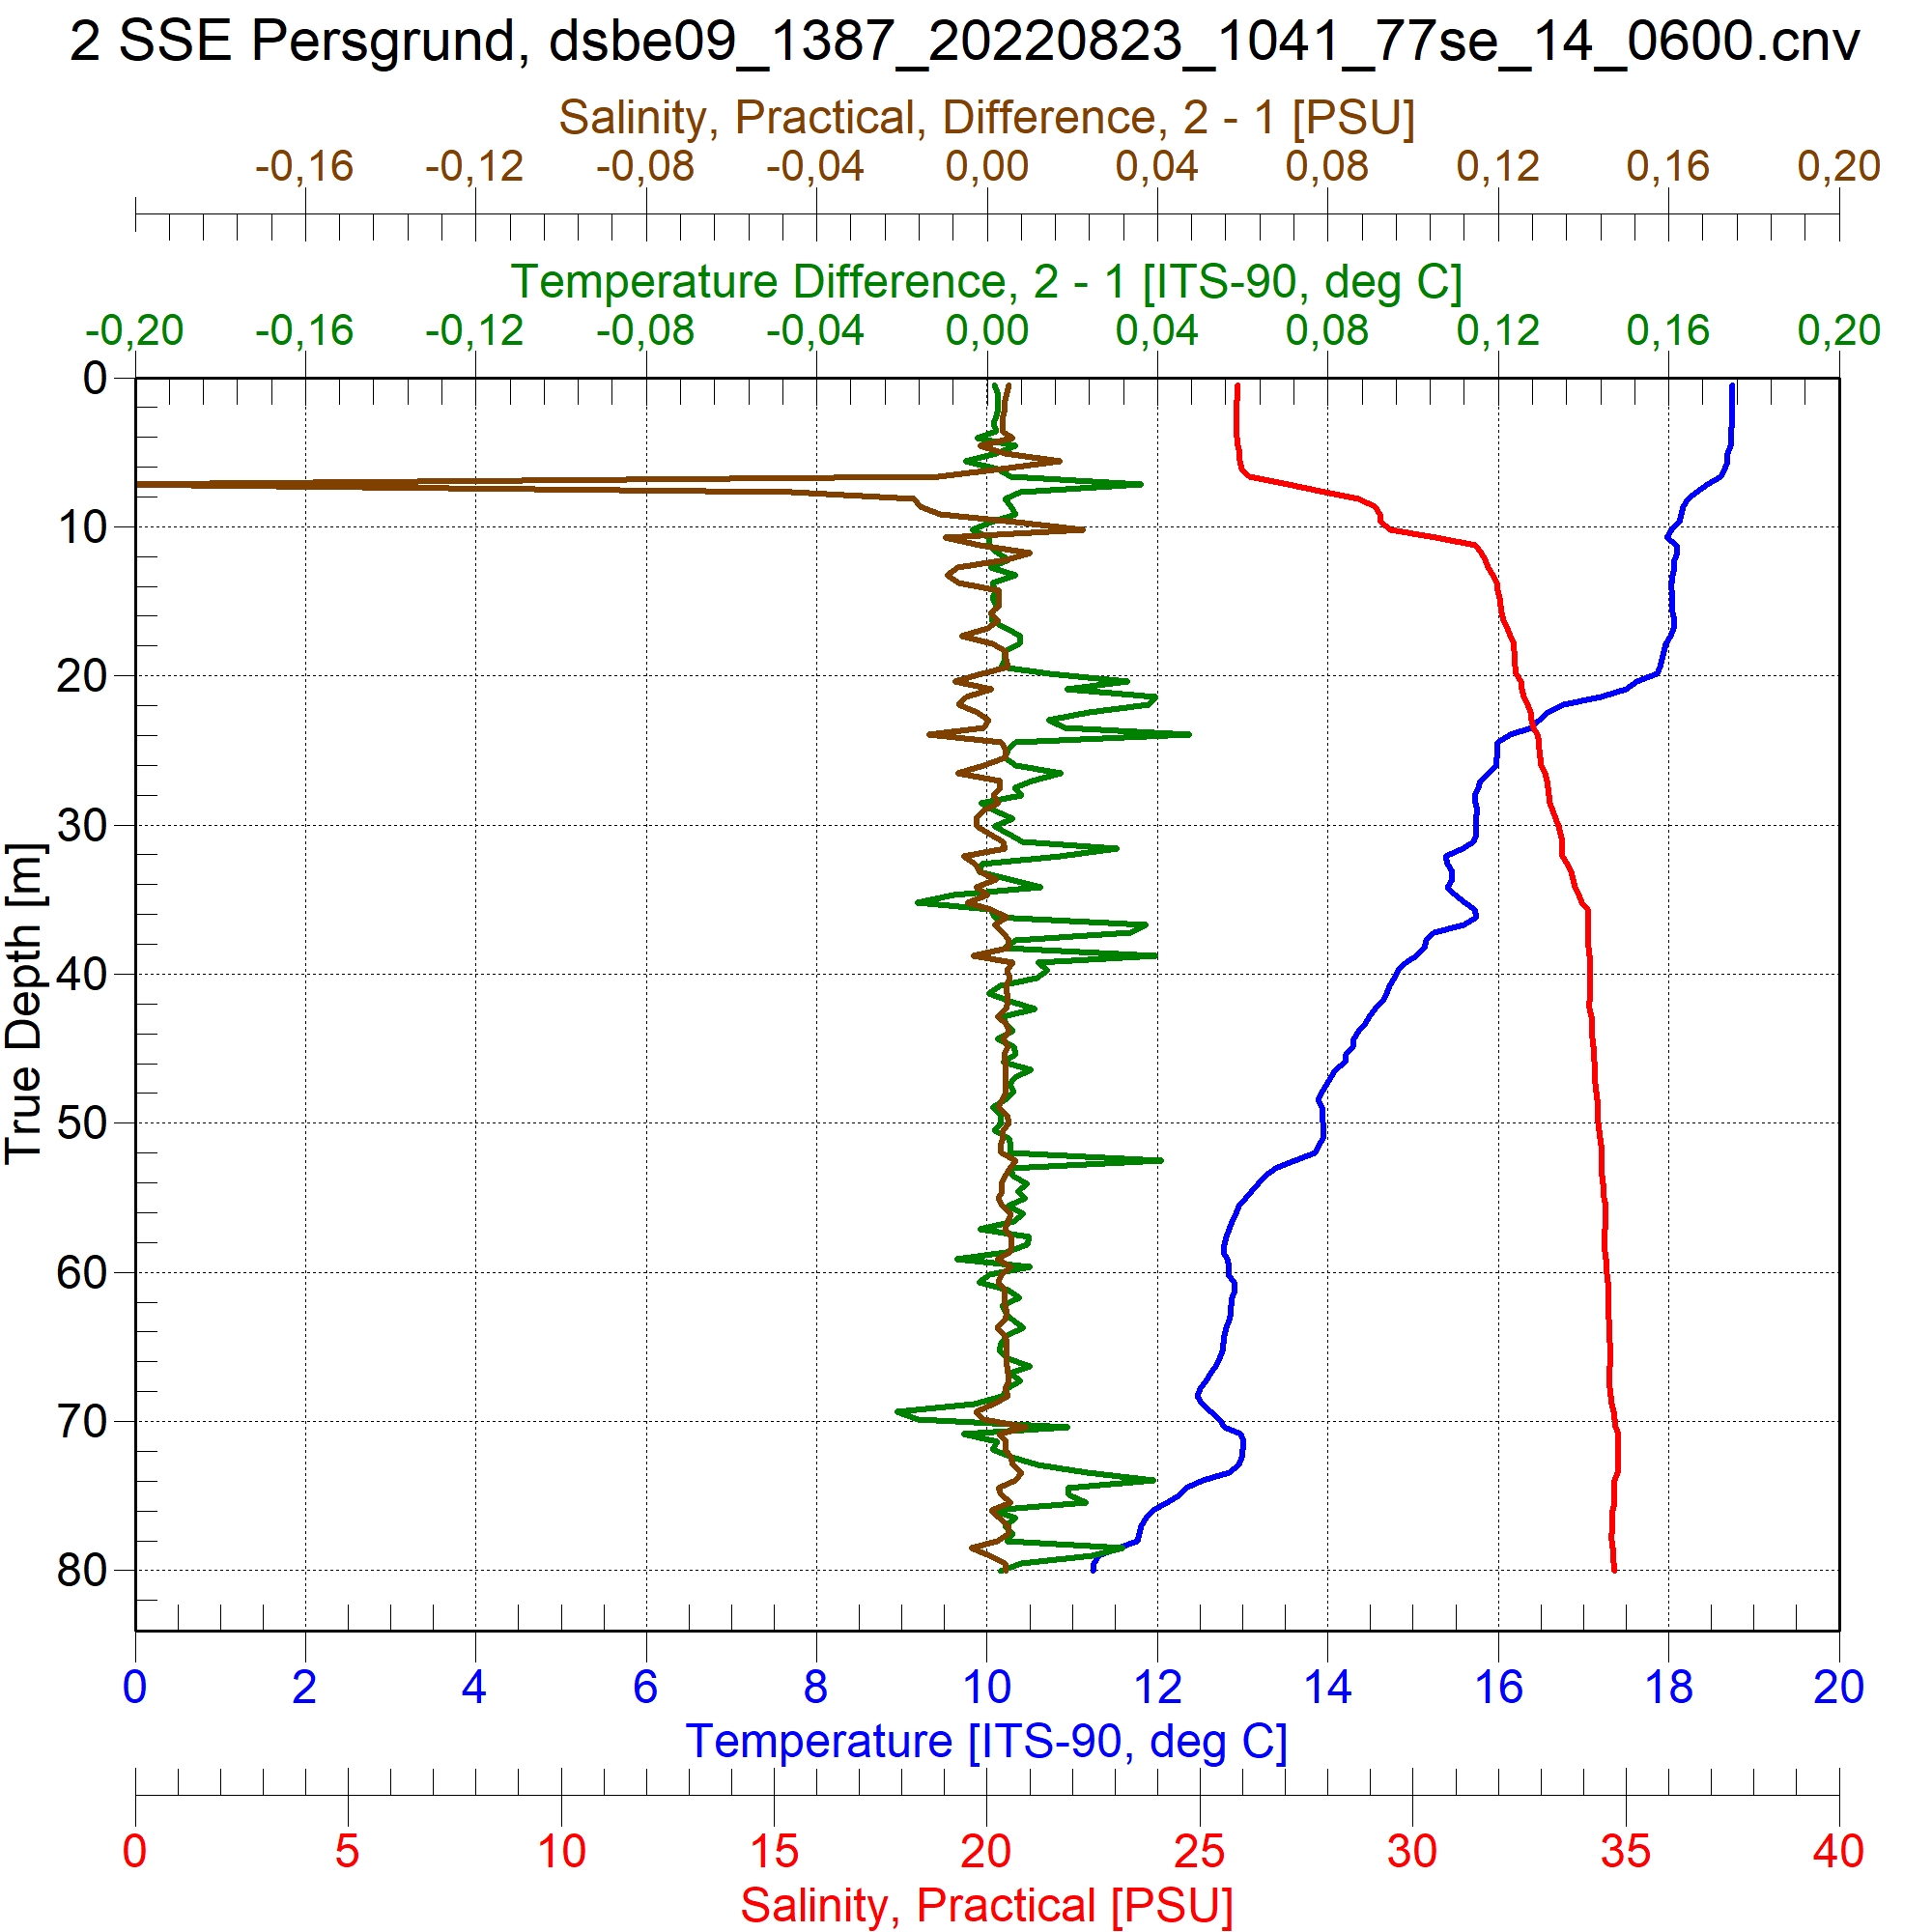 2 SSE Persgrund, dsbe09_1387_20220823_1041_77se_14_0600.cnv
Salinity, Practical, Difference, 2 - 1 [PSU]
-0,16 -0,12 -0,08 -0,04 0,00 0,04 0,08 0,12 0,16 0,20
Temperature Difference, 2 - 1 [ITS-90, deg C]
-0,20 -0,16 -0,12 -0,08 -0,04 0,00 0,04 0,08 0,12 0,16 0,20
0
10
20
30
40
50
60
70
80
True Depth [m]
0 2 4 6 8 10 12 14 16 18 20
Temperature [ITS-90, deg C]
0 5 10 15 20 25 30 35 40
Salinity, Practical [PSU]